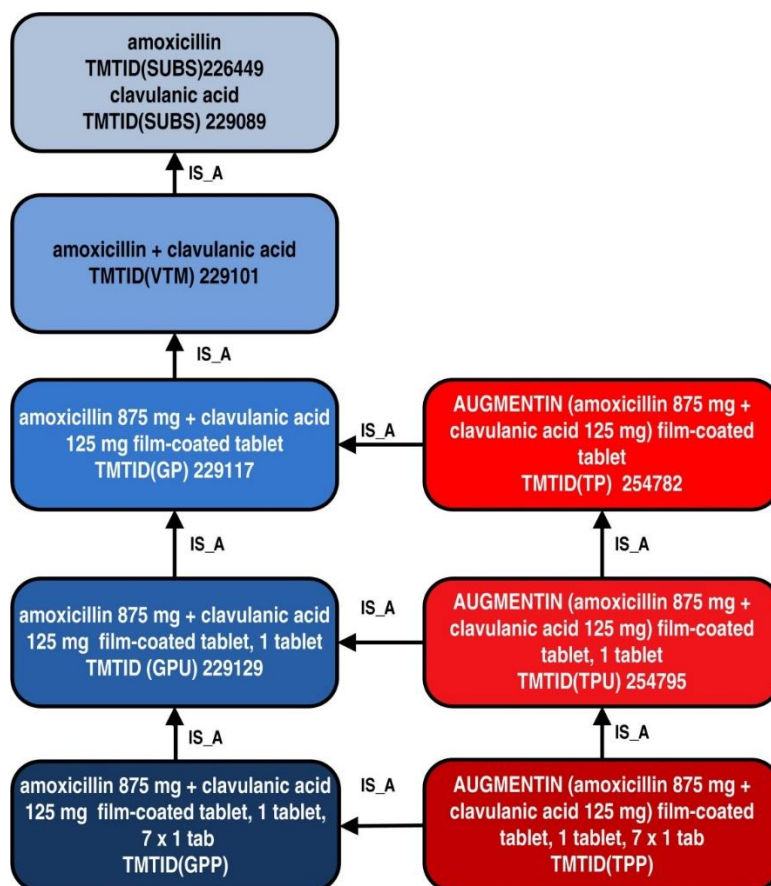 amoxicillin
TMTID(SUBS)226449
clavulanic acid
TMTID(SUBS) 229089
IS_A
amoxicillin + clavulanic acid
TMTID(VTM) 229101
IS_A
amoxicillin 875 mg + clavulanic acid
125 mg film-coated tablet
TMTID(GP) 229117
IS_A
AUGMENTIN (amoxicillin 875 mg +
clavulanic acid 125 mg) film-coated
tablet
TMTID(TP) 254782
IS_A
IS_A
amoxicillin 875 mg + clavulanic acid
125 mg film-coated tablet, 1 tablet
TMTID (GPU) 229129
IS_A
AUGMENTIN (amoxicillin 875 mg +
clavulanic acid 125 mg) film-coated
tablet, 1 tablet
TMTID(TPU) 254795
IS_A
IS_A
amoxicillin 875 mg + clavulanic acid
125 mg film-coated tablet, 1 tablet,
7 x 1 tab
TMTID(GPP)
IS_A
AUGMENTIN (amoxicillin 875 mg +
clavulanic acid 125 mg) film-coated
tablet, 1 tablet, 7 x 1 tab
TMTID(TPP)